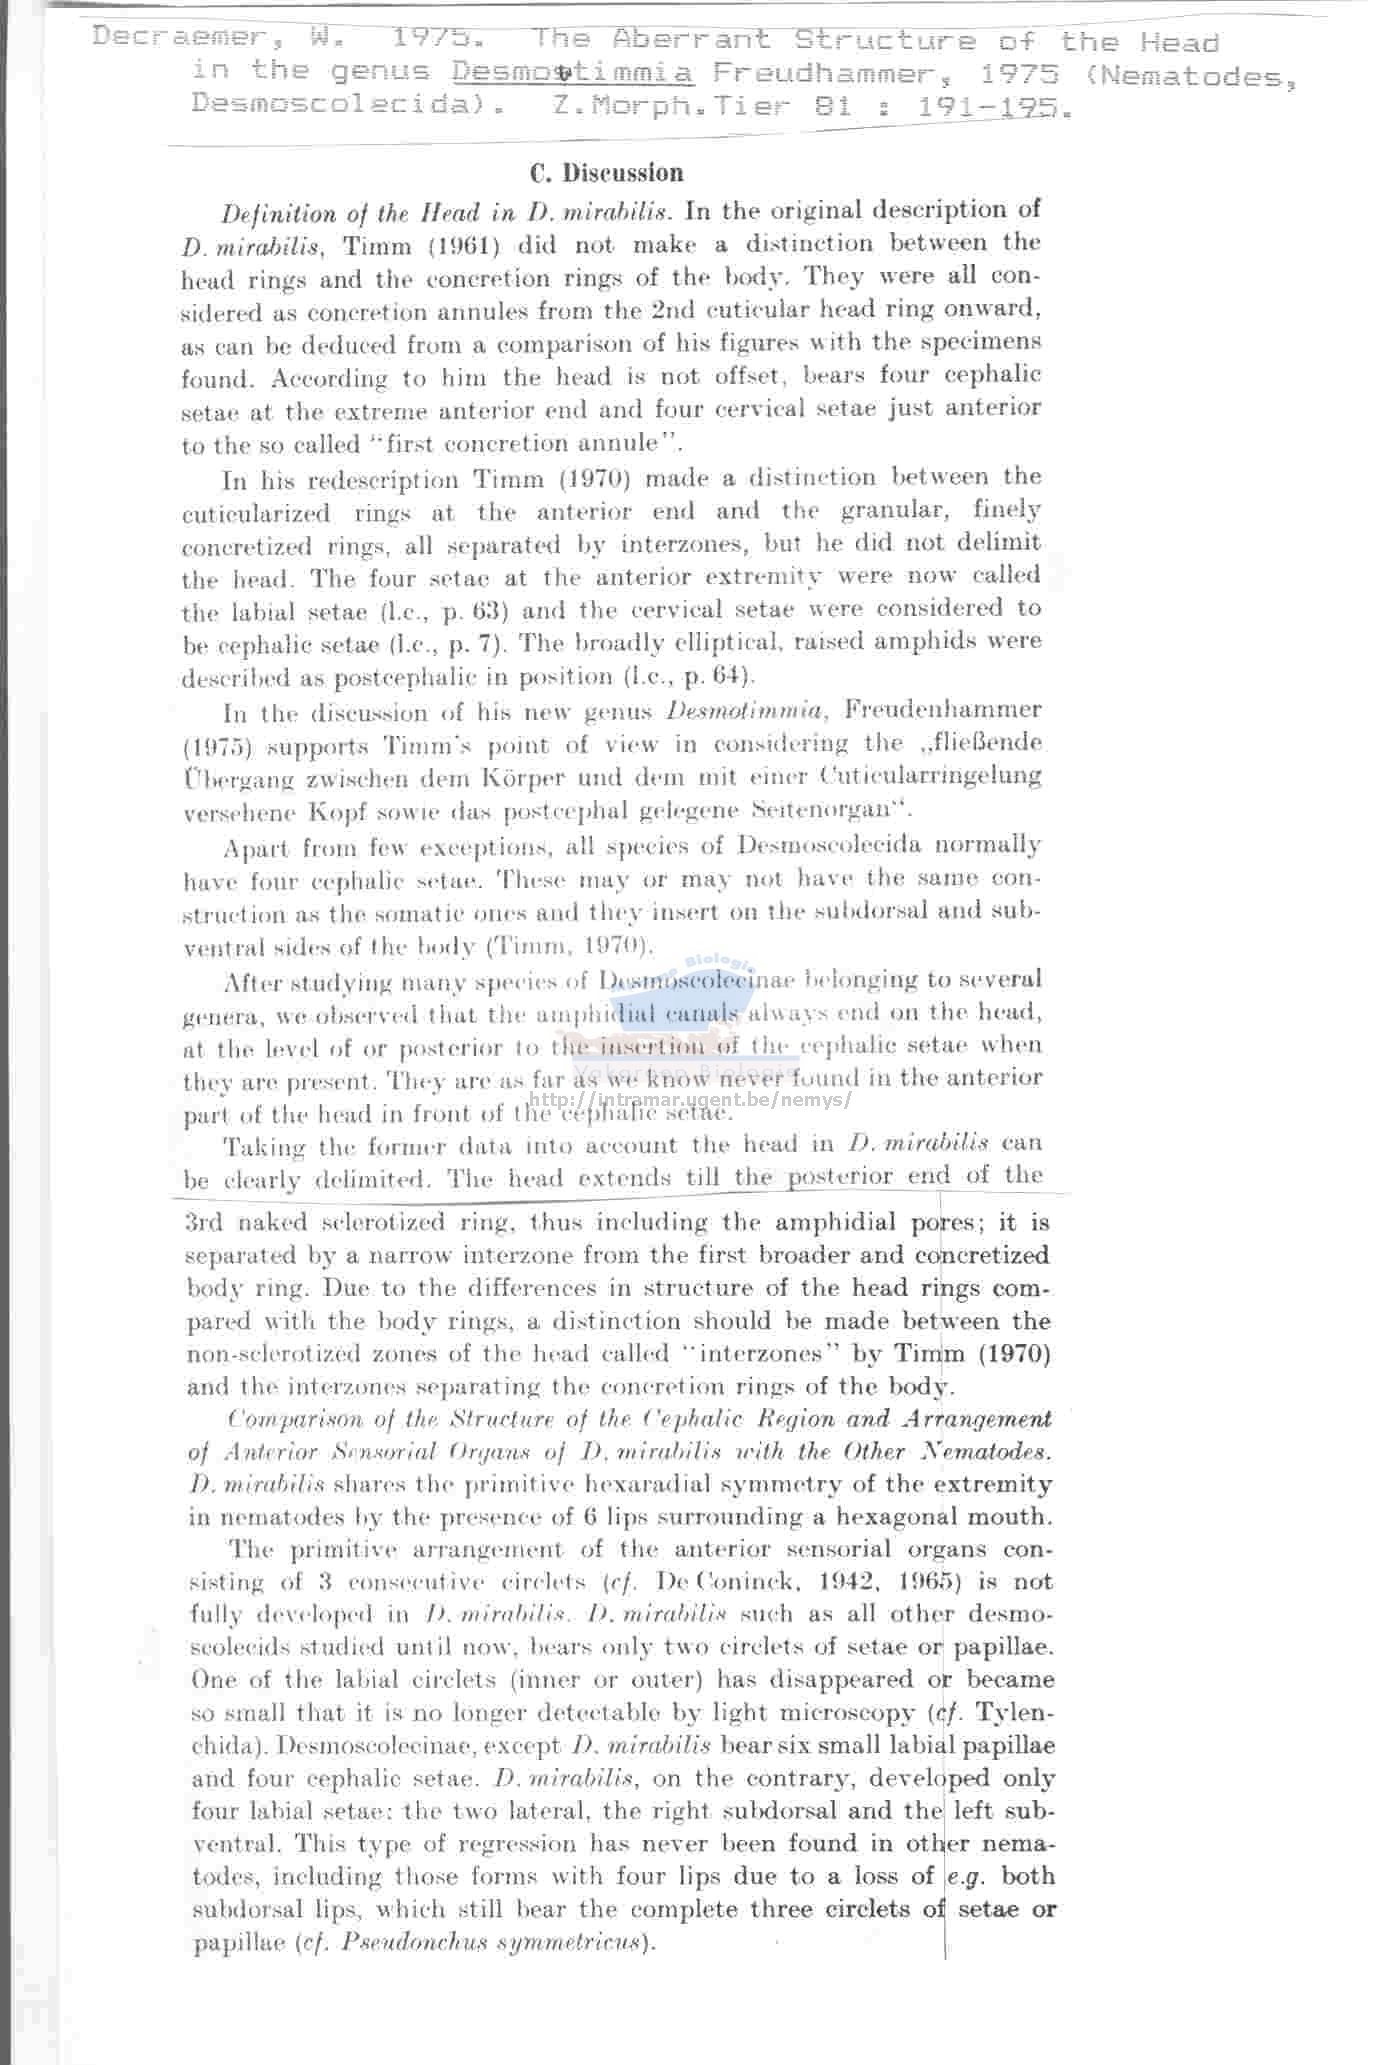 Decraemer, W. 1975. The Aberrant Structure of the Head
in the genus Desmotimmia Freudhammer, 1975 (Nematodes,
Desmoscolecida). Z.Morph.Tier 81 : 191-195.
C. Discussion
Definition of the Head in D. mirabilis. In the original description of
D. mirabilis, Timm (1961) did not make a distinction between the
head rings and the concretion rings of the body. They were all con-
sidered as concretion annules from the 2nd cuticular head ring onward,
as can be deduced from a comparison of his figures with the specimens
found. According to him the head is not offset, bears four cephalic
setae at the extreme anterior end and four cervical setae just anterior
to the so called “first concretion annule”.
In his redescription Timm (1970) made a distinction between the
cuticularized rings at the anterior end and the granular, finely
concretized rings, all separated by interzones, but he did not delimit
the head. The four setae at the anterior extremity were now called
the labial setae (l.c., p. 63) and the cervical setae were considered to
be cephalic setae (l.c., p. 7). The broadly elliptical, raised amphids were
described as postcephalic in position (l.c., p. 64).
In the discussion of his new genus Desmotimmia, Freudenhammer
(1975) supports Timm's point of view in considering the „fließende
Übergang zwischen dem Körper und dem mit einer Cuticularringelung
versehene Kopf sowie das postcephal gelegene Seitenorgan“.
Apart from few exceptions, all species of Desmoscolecida normally
have four cephalic setae. These may or may not have the same con-
struction as the somatic ones and they insert on the subdorsal and sub-
ventral sides of the body (Timm, 1970).
After studying many species of Desmoscolecinae belonging to several
genera, we observed that the amphidial canals always end on the head,
at the level of or posterior to the insertion of the cephalic setae when
they are present. They are as far as we know never found in the anterior
part of the head in front of the cephalic setae.
Biologie
Vakgroep Biologie
http://intramar.ugent.be/nemys/
Taking the former data into account the head in D. mirabilis can
be clearly delimited. The head extends till the posterior end of the
3rd naked sclerotized ring, thus including the amphidial pores; it is
separated by a narrow interzone from the first broader and concretized
body ring. Due to the differences in structure of the head rings com-
pared with the body rings, a distinction should be made between the
non-sclerotized zones of the head called “interzones” by Timm (1970)
and the interzones separating the concretion rings of the body.
Comparison of the Structure of the Cephalic Region and Arrangement
of Anterior Sensorial Organs of D. mirabilis with the Other Nematodes.
D. mirabilis shares the primitive hexaradial symmetry of the extremity
in nematodes by the presence of 6 lips surrounding a hexagonal mouth.
The primitive arrangement of the anterior sensorial organs con-
sisting of 3 consecutive circlets (cf. De Coninck, 1942, 1965) is not
fully developed in D. mirabilis. D. mirabilis such as all other desmo-
scolecids studied until now, bears only two circlets of setae or papillae.
One of the labial circlets (inner or outer) has disappeared or became
so small that it is no longer detectable by light microscopy (cf. Tylen-
chida). Desmoscolecinae, except D. mirabilis bear six small labial papillae
and four cephalic setae. D. mirabilis, on the contrary, developed only
four labial setae: the two lateral, the right subdorsal and the left sub-
ventral. This type of regression has never been found in other nema-
todes, including those forms with four lips due to a loss of e.g. both
subdorsal lips, which still bear the complete three circlets of setae or
papillae (cf. Pseudonchus symmetricus).